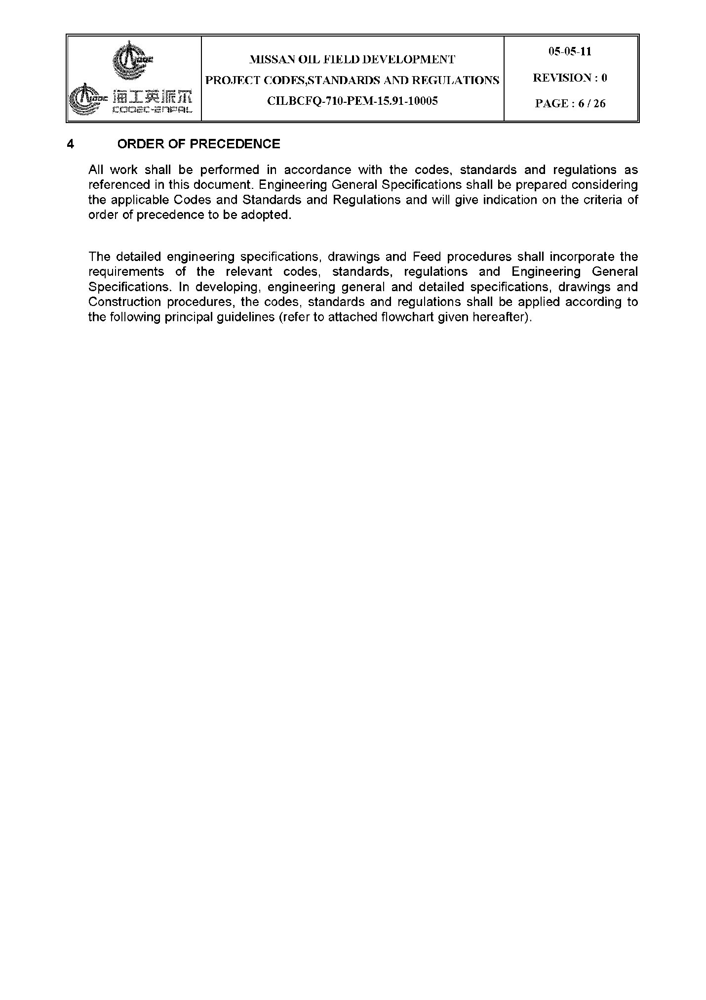 海工英派尔
COOEC-ENPAL
MISSAN OIL FIELD DEVELOPMENT
PROJECT CODES,STANDARDS AND REGULATIONS
CILBCFQ-710-PEM-15.91-10005
05-05-11
REVISION : 0
PAGE : 6 / 26
4 ORDER OF PRECEDENCE
All work shall be performed in accordance with the codes, standards and regulations as
referenced in this document. Engineering General Specifications shall be prepared considering
the applicable Codes and Standards and Regulations and will give indication on the criteria of
order of precedence to be adopted.
The detailed engineering specifications, drawings and Feed procedures shall incorporate the
requirements of the relevant codes, standards, regulations and Engineering General
Specifications. In developing, engineering general and detailed specifications, drawings and
Construction procedures, the codes, standards and regulations shall be applied according to
the following principal guidelines (refer to attached flowchart given hereafter).